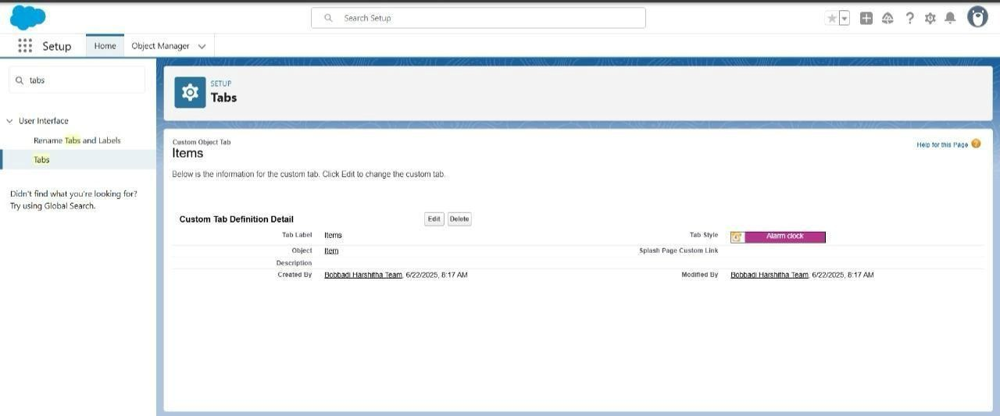 Search Setup
Setup
Home
Object Manager
tabs
User Interface
Rename Tabs and Labels
Tabs
Didn't find what you're looking for?
Try using Global Search.
SETUP
Tabs
Custom Object Tab
Items
Help for this Page
Below is the information for the custom tab. Click Edit to change the custom tab.
Custom Tab Definition Detail Edit Delete
Tab Label Items Tab Style Alarm clock
Object Item Splash Page Custom Link
Description
Created By Bobbadi Harshitha Team, 6/22/2025, 8:17 AM Modified By Bobbadi Harshitha Team, 6/22/2025, 8:17 AM